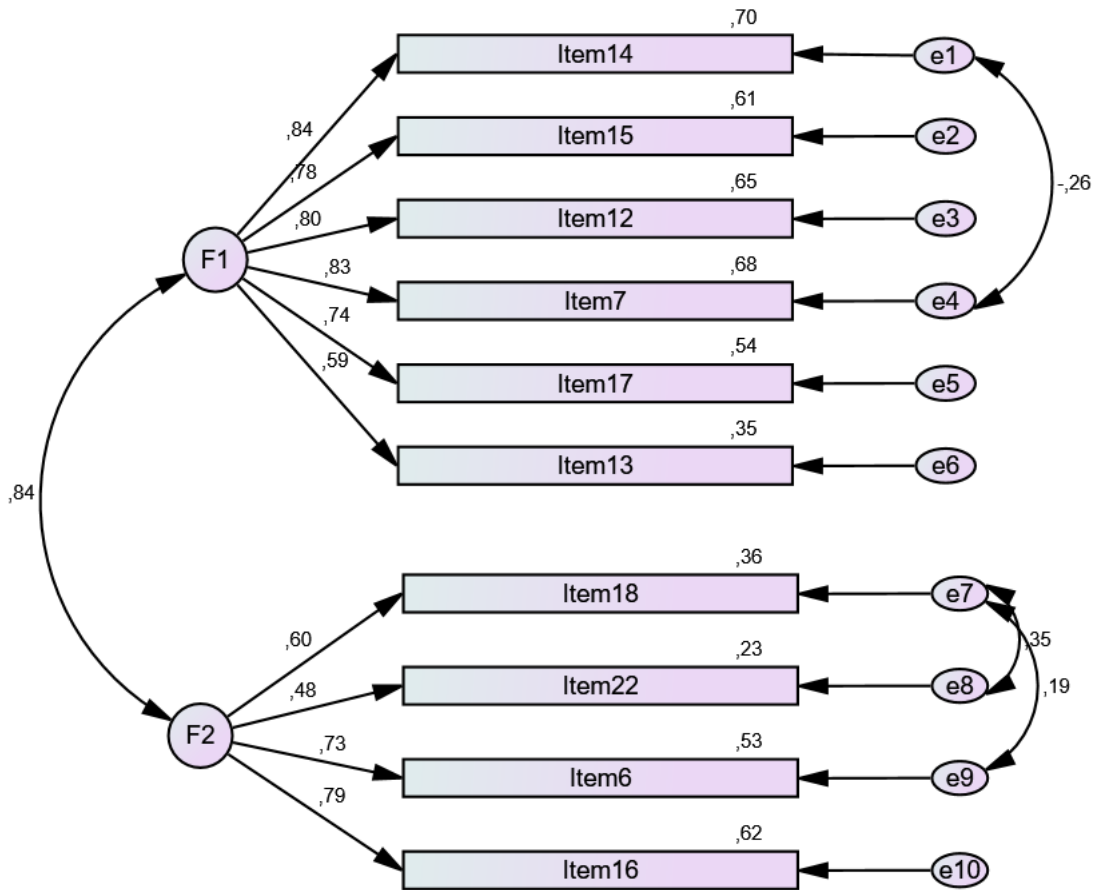 ,70
Item14
e1
,84
,61
Item15
e2
,78
,65
Item12
e3
-,26
,80
F1
,68
Item7
e4
,83
,74
,54
Item17
e5
,59
,35
Item13
e6
,84
,36
Item18
e7
,60
,23
Item22
e8
,35
,48
,19
F2
,53
Item6
e9
,73
,79
,62
Item16
e10